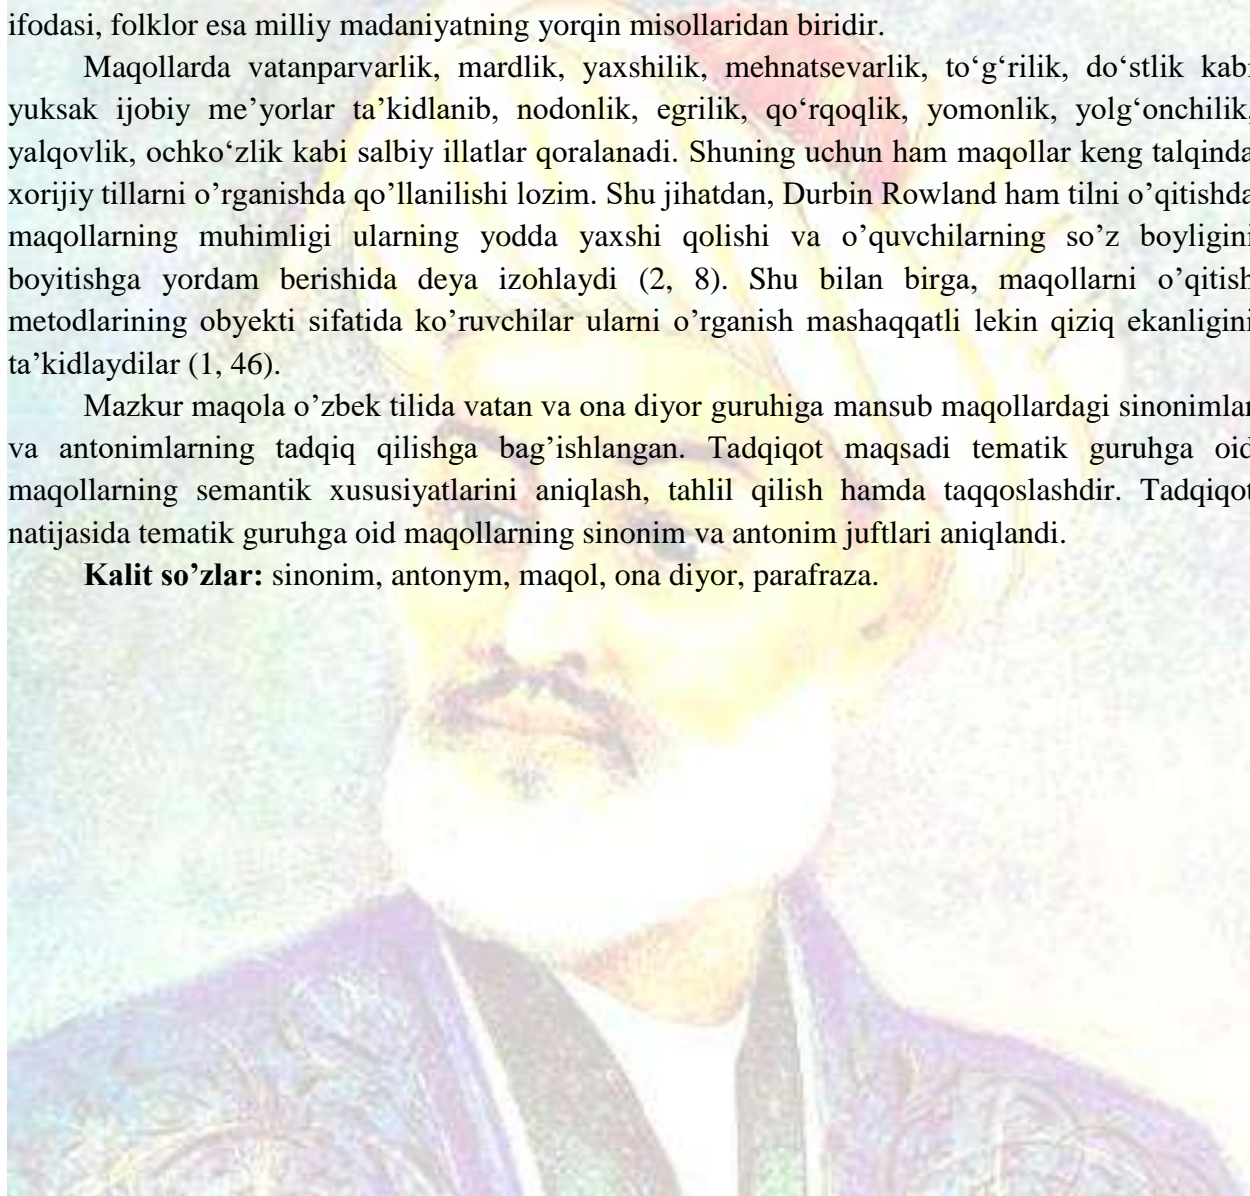 ifodasi, folklor esa milliy madaniyatning yorqin misollaridan biridir.
Maqollarda vatanparvarlik, mardlik, yaxshilik, mehnatsevarlik, to‘g‘rilik, do‘stlik kabi
yuksak ijobiy me’yorlar ta’kidlanib, nodonlik, egrilik, qo‘rqoqlik, yomonlik, yolg‘onchilik,
yalqovlik, ochko‘zlik kabi salbiy illatlar qoralanadi. Shuning uchun ham maqollar keng talqinda
xorijiy tillarni o’rganishda qo’llanilishi lozim. Shu jihatdan, Durbin Rowland ham tilni o’qitishda
maqollarning muhimligi ularning yodda yaxshi qolishi va o’quvchilarning so’z boyligini
boyitishga yordam berishida deya izohlaydi (2, 8). Shu bilan birga, maqollarni o’qitish
metodlarining obyekti sifatida ko’ruvchilar ularni o’rganish mashaqqatli lekin qiziq ekanligini
ta’kidlaydilar (1, 46).
Mazkur maqola o’zbek tilida vatan va ona diyor guruhiga mansub maqollardagi sinonimlar
va antonimlarning tadqiq qilishga bag’ishlangan. Tadqiqot maqsadi tematik guruhga oid
maqollarning semantik xususiyatlarini aniqlash, tahlil qilish hamda taqqoslashdir. Tadqiqot
natijasida tematik guruhga oid maqollarning sinonim va antonim juftlari aniqlandi.
Kalit so’zlar: sinonim, antonym, maqol, ona diyor, parafraza.